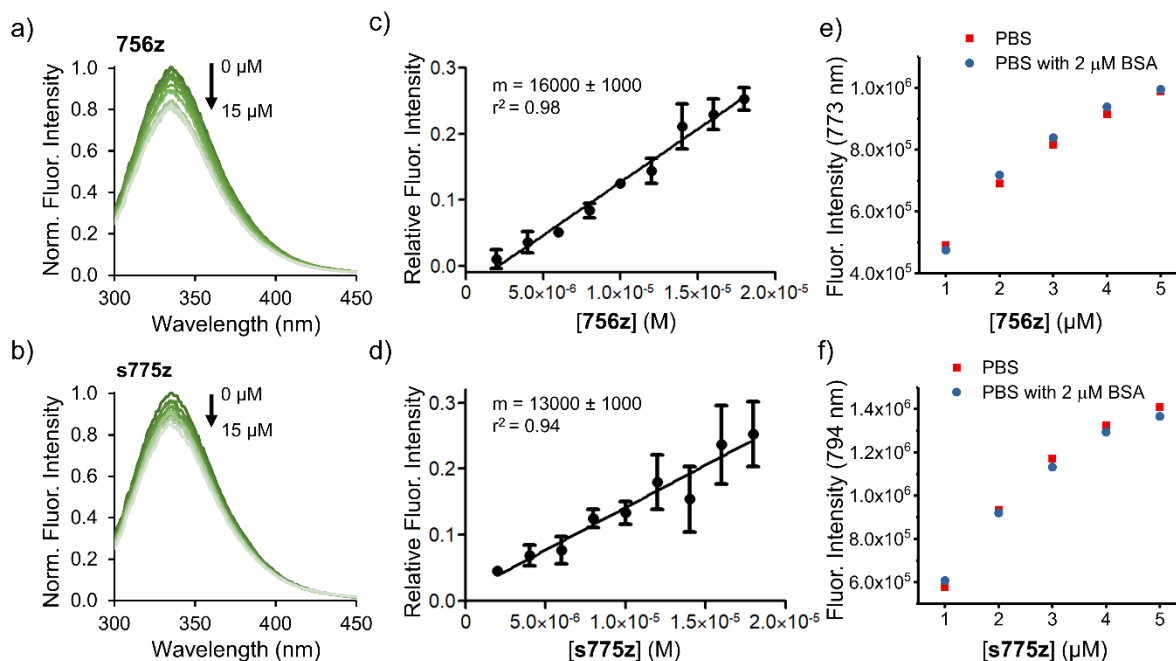 a)
756z
0 µM
15 µM
Norm. Fluor. Intensity
1.0
0.8
0.6
0.4
0.2
0.0
300
350
400
450
Wavelength (nm)
b)
s775z
0 µM
15 µM
Norm. Fluor. Intensity
1.0
0.8
0.6
0.4
0.2
0.0
300
350
400
450
Wavelength (nm)
c)
m = 16000 ± 1000
r² = 0.98
Relative Fluor. Intensity
0.3
0.2
0.1
0.0
0
5.0×10⁻⁶
1.0×10⁻⁵
1.5×10⁻⁵
2.0×10⁻⁵
[756z] (M)
d)
m = 13000 ± 1000
r² = 0.94
Relative Fluor. Intensity
0.3
0.2
0.1
0.0
0
5.0×10⁻⁶
1.0×10⁻⁵
1.5×10⁻⁵
2.0×10⁻⁵
[s775z] (M)
e)
PBS
PBS with 2 µM BSA
Fluor. Intensity (773 nm)
1.0x10⁶
8.0x10⁵
6.0x10⁵
4.0x10⁵
1
2
3
4
5
[756z] (µM)
f)
PBS
PBS with 2 µM BSA
Fluor. Intensity (794 nm)
1.4x10⁶
1.2x10⁶
1.0x10⁶
8.0x10⁵
6.0x10⁵
1
2
3
4
5
[s775z] (µM)